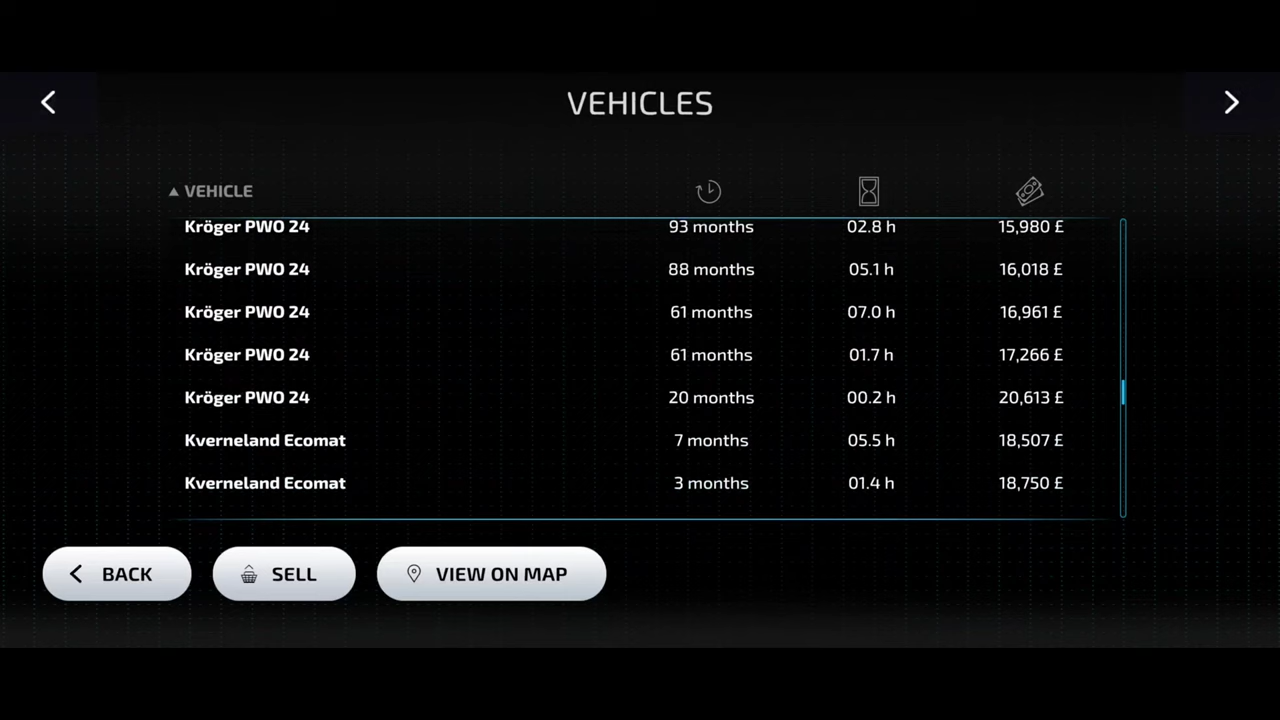 VEHICLES
VEHICLE
Kröger PWO 24 93 months 02.8 h 15,980 £
Kröger PWO 24 88 months 05.1 h 16,018 £
Kröger PWO 24 61 months 07.0 h 16,961 £
Kröger PWO 24 61 months 01.7 h 17,266 £
Kröger PWO 24 20 months 00.2 h 20,613 £
Kverneland Ecomat 7 months 05.5 h 18,507 £
Kverneland Ecomat 3 months 01.4 h 18,750 £
BACK SELL VIEW ON MAP